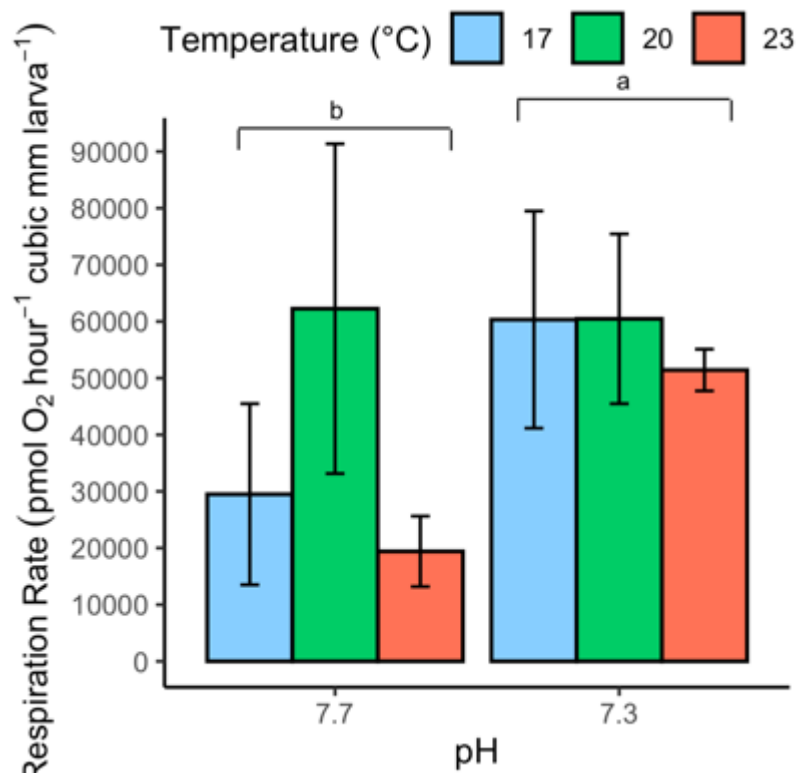 Temperature (°C) 17 20 23
Respiration Rate (pmol O₂ hour⁻¹ cubic mm larva⁻¹)
b a
90000
80000
70000
60000
50000
40000
30000
20000
10000
0
7.7 7.3
pH